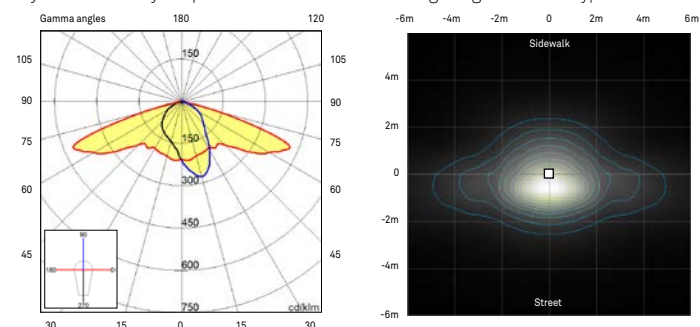 Gamma angles 180 120
105 105
90 90
75 75
60 60
45 45
30 15 0 15 30
150
150
300
450
600
750
cd/klm
90
180 0
270
-6m -4m -2m 0 2m 4m 6m
Sidewalk
4m
2m
0
-2m
-4m
-6m
Street